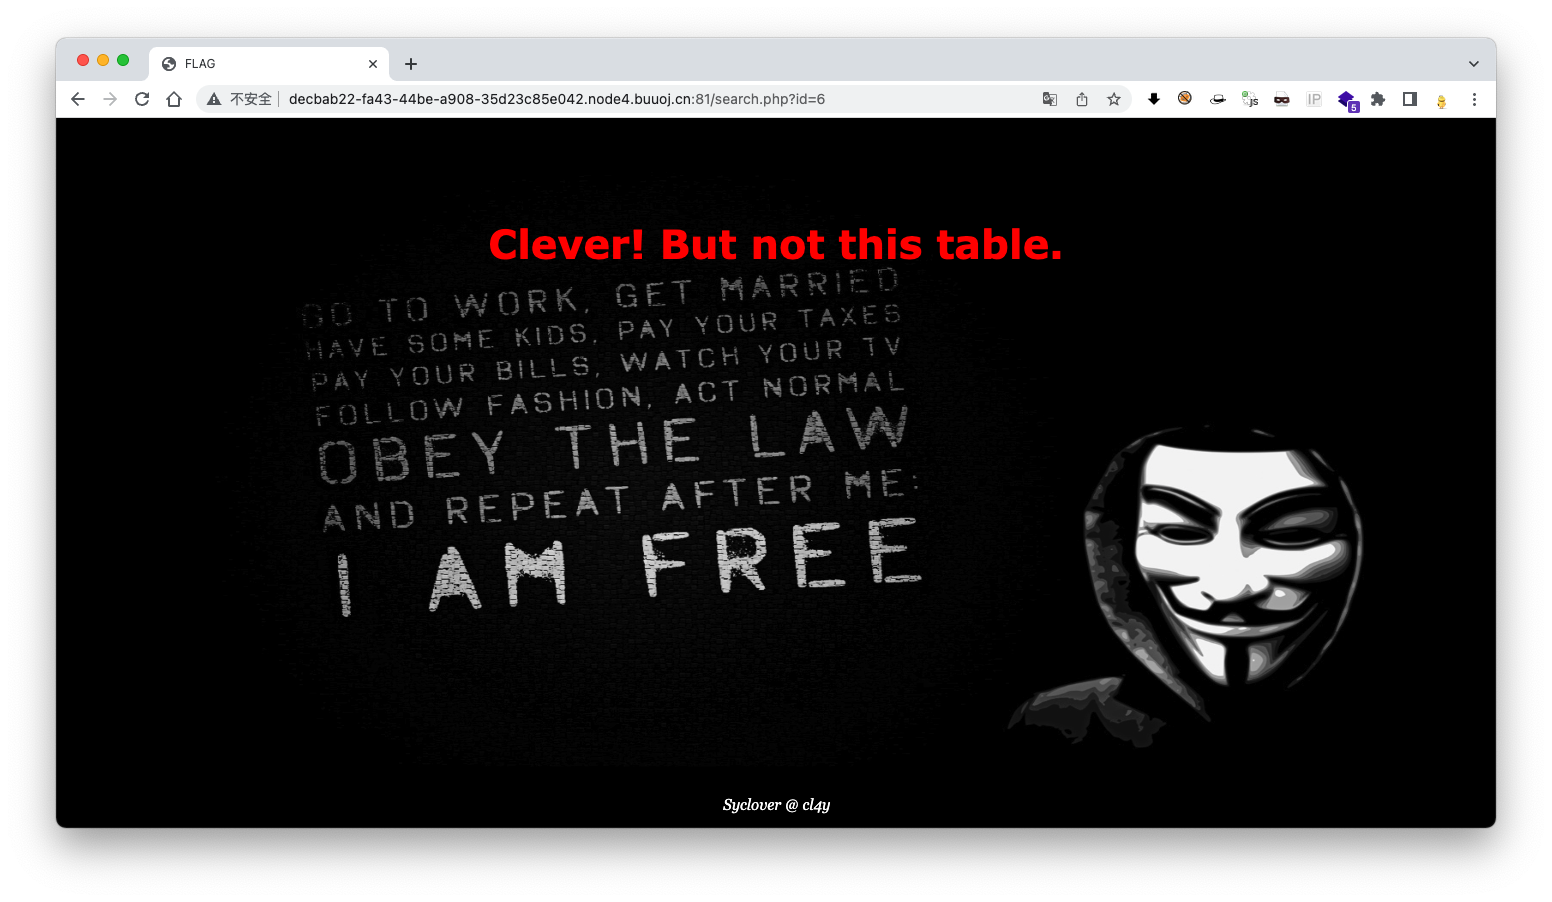 FLAG
不安全 decbab22-fa43-44be-a908-35d23c85e042.node4.buuoj.cn:81/search.php?id=6
JS
IP
5
Clever! But not this table.
GO TO WORK, GET MARRIED
HAVE SOME KIDS, PAY YOUR TAXES
PAY YOUR BILLS, WATCH YOUR TV
FOLLOW FASHION, ACT NORMAL
OBEY THE LAW
AND REPEAT AFTER ME:
I AM FREE
Syclover @ cl4y